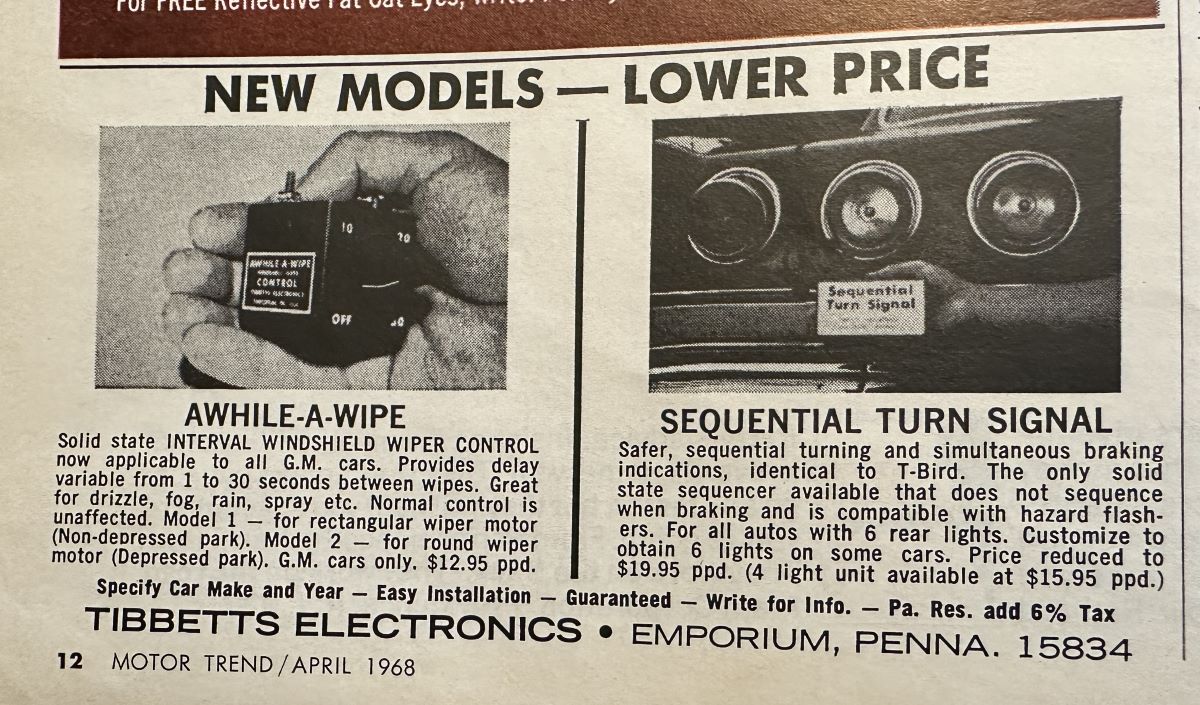 For FREE Reflective Fat Cat Eyes,
NEW MODELS — LOWER PRICE
AWHILE-A-WIPE
CONTROL
10
20
OFF
Sequential
Turn Signal
AWHILE-A-WIPE
Solid state INTERVAL WINDSHIELD WIPER CONTROL
now applicable to all G.M. cars. Provides delay
variable from 1 to 30 seconds between wipes. Great
for drizzle, fog, rain, spray etc. Normal control is
unaffected. Model 1 — for rectangular wiper motor
(Non-depressed park). Model 2 — for round wiper
motor (Depressed park). G.M. cars only. $12.95 ppd.
SEQUENTIAL TURN SIGNAL
Safer, sequential turning and simultaneous braking
indications, identical to T-Bird. The only solid
state sequencer available that does not sequence
when braking and is compatible with hazard flash-
ers. For all autos with 6 rear lights. Customize to
obtain 6 lights on some cars. Price reduced to
$19.95 ppd. (4 light unit available at $15.95 ppd.)
Specify Car Make and Year — Easy Installation — Guaranteed — Write for Info. — Pa. Res. add 6% Tax
TIBBETTS ELECTRONICS • EMPORIUM, PENNA. 15834
12 MOTOR TREND/APRIL 1968